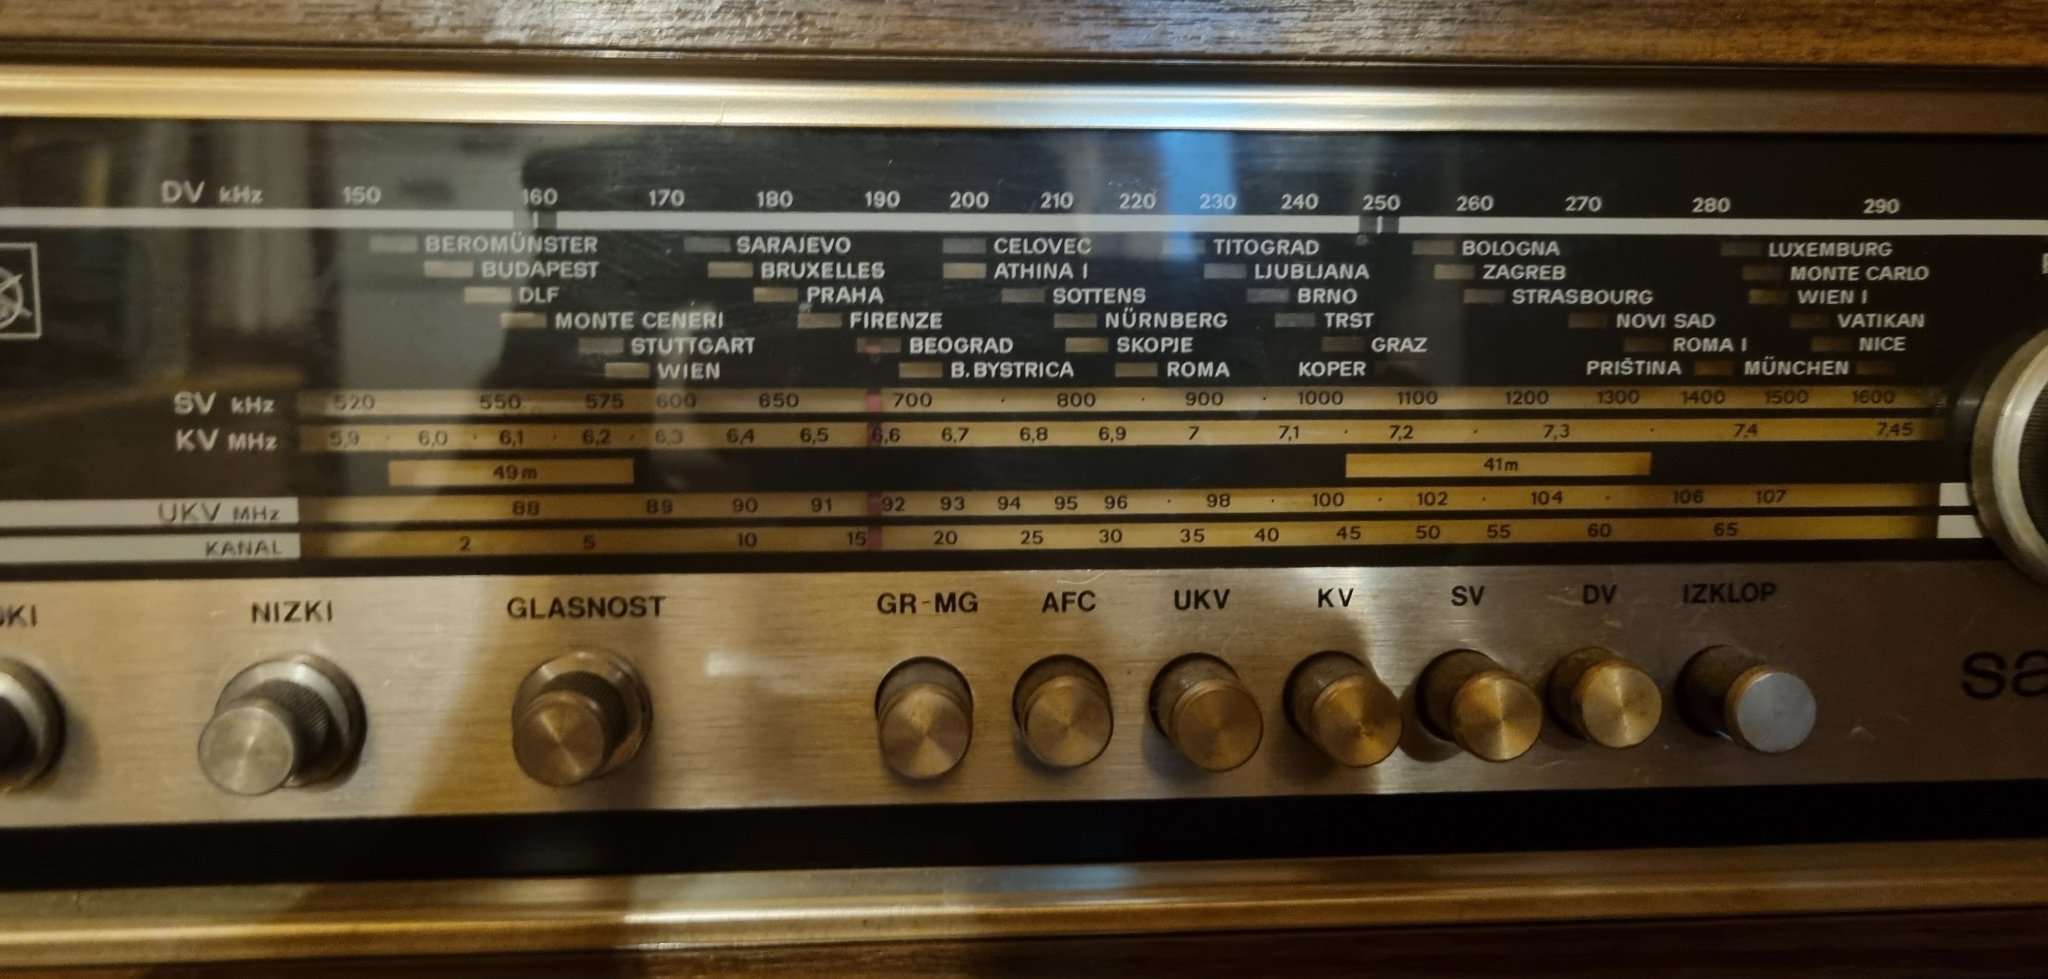 DV kHz 150 160 170 180 190 200 210 220 230 240 250 260 270 280 290
BEROMÜNSTER SARAJEVO CELOVEC TITOGRAD BOLOGNA LUXEMBURG
BUDAPEST BRUXELLES ATHINA I LJUBLJANA ZAGREB MONTE CARLO
DLF PRAHA SOTTENS BRNO STRASBOURG WIEN I
MONTE CENERI FIRENZE NÜRNBERG TRST NOVI SAD VATIKAN
STUTTGART BEOGRAD SKOPJE GRAZ ROMA I NICE
WIEN B.BYSTRICA ROMA KOPER PRIŠTINA MÜNCHEN
SV kHz 520 550 575 600 650 700 · 800 · 900 · 1000 1100 1200 1300 1400 1500 1600
KV MHz 5,9 · 6,0 · 6,1 · 6,2 · 6,3 6,4 6,5 6,6 6,7 6,8 6,9 7 7,1 · 7,2 · 7,3 · 7,4 7,45
49m 41m
UKV MHz 88 89 90 91 92 93 94 95 96 · 98 · 100 · 102 · 104 · 106 107
KANAL 2 5 10 15 20 25 30 35 40 45 50 55 60 65
NIZKI GLASNOST GR-MG AFC UKV KV SV DV IZKLOP